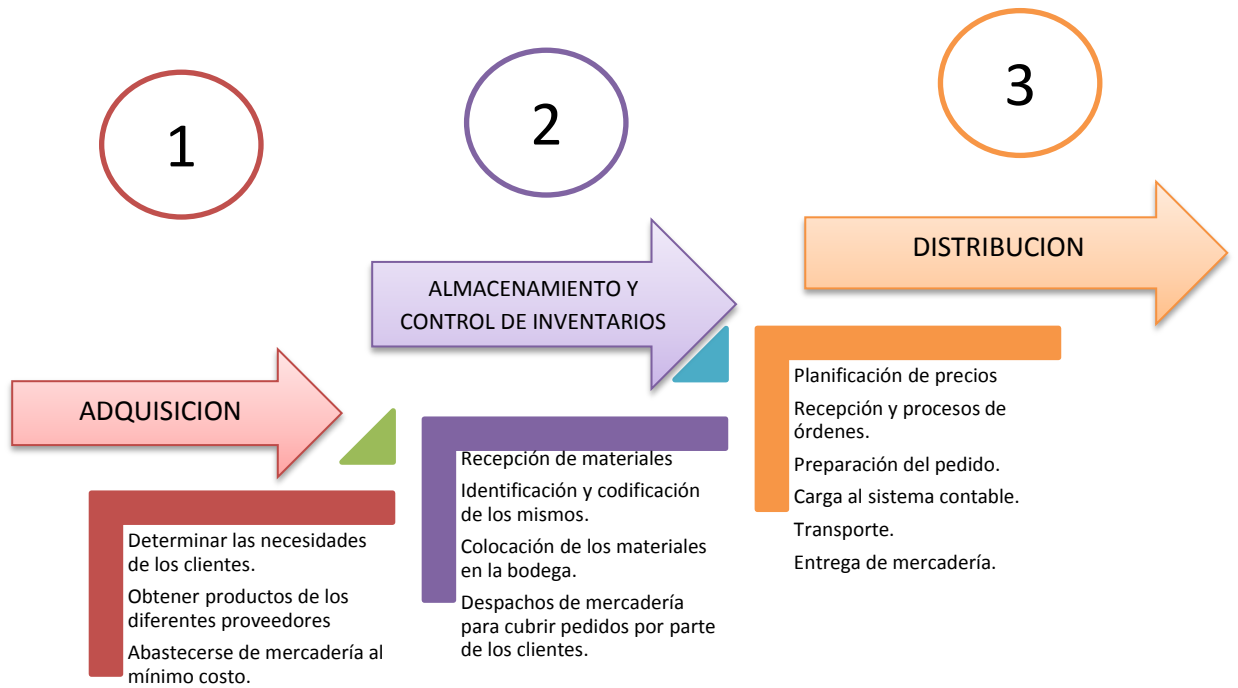 1
ADQUISICION
Determinar las necesidades
de los clientes.
Obtener productos de los
diferentes proveedores
Abastecerse de mercadería al
mínimo costo.
2
ALMACENAMIENTO Y
CONTROL DE INVENTARIOS
Recepción de materiales
Identificación y codificación
de los mismos.
Colocación de los materiales
en la bodega.
Despachos de mercadería
para cubrir pedidos por parte
de los clientes.
3
DISTRIBUCION
Planificación de precios
Recepción y procesos de
órdenes.
Preparación del pedido.
Carga al sistema contable.
Transporte.
Entrega de mercadería.